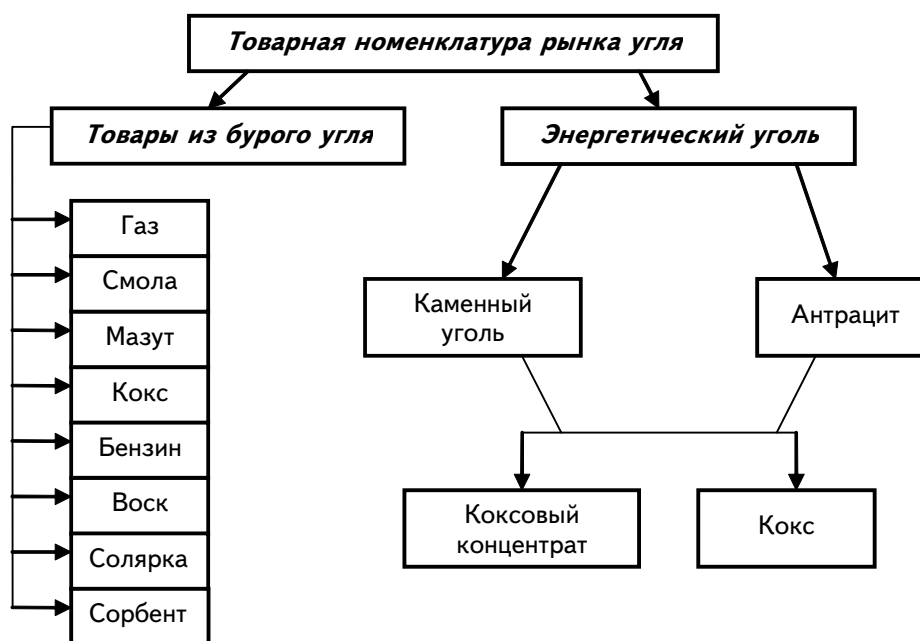 Товарная номенклатура рынка угля
Товары из бурого угля
Энергетический уголь
Газ
Смола
Мазут
Кокс
Бензин
Воск
Солярка
Сорбент
Каменный
уголь
Антрацит
Коксовый
концентрат
Кокс